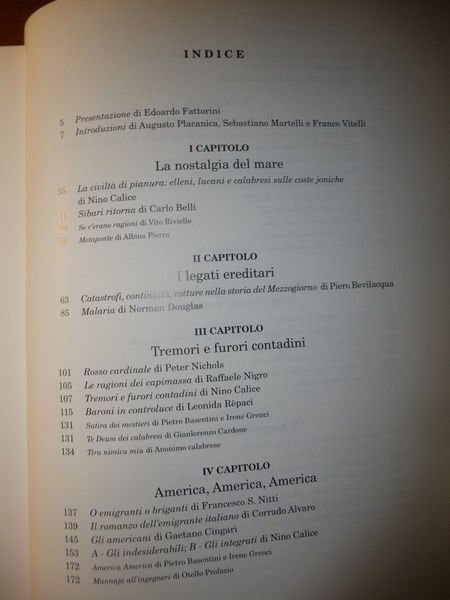 INDICE
5 Presentazione di Edoardo Fattorini
7 Introduzioni di Augusto Placanica, Sebastiano Martelli e Franco Vitelli
I CAPITOLO
La nostalgia del mare
35 La civiltà di pianura: elleni, lucani e calabresi sulle coste joniche
di Nino Calice
41 Sibari ritorna di Carlo Belli
58 Se c'erano ragioni di Vito Riviello
58 Metaponte di Albino Pierro
II CAPITOLO
I legati ereditari
63 Catastrofi, continuità, rotture nella storia del Mezzogiorno di Piero Bevilacqua
85 Malaria di Norman Douglas
III CAPITOLO
Tremori e furori contadini
101 Rosso cardinale di Peter Nichols
105 Le ragioni dei capimassa di Raffaele Nigro
107 Tremori e furori contadini di Nino Calice
115 Baroni in controluce di Leonida Rèpaci
131 Satira dei mestieri di Pietro Basentini e Irene Grenci
131 Te Deum dei calabresi di Gianlorenzo Cardone
134 Tira nimicu miu di Anonimo calabrese
IV CAPITOLO
America, America, America
137 O emigranti o briganti di Francesco S. Nitti
139 Il romanzo dell'emigrante italiano di Corrado Alvaro
145 Gli americani di Gaetano Cingari
153 A - Gli indesiderabili; B - Gli integrati di Nino Calice
172 America America di Pietro Basentini e Irene Grenci
172 Mannaja all'ingegneri di Otello Profazio